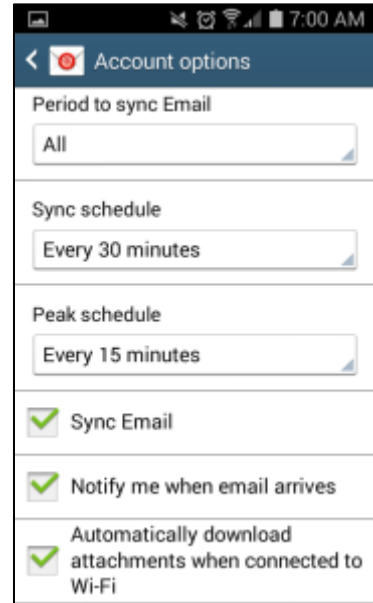 7:00 AM
Account options
Period to sync Email
All
Sync schedule
Every 30 minutes
Peak schedule
Every 15 minutes
Sync Email
Notify me when email arrives
Automatically download
attachments when connected to
Wi-Fi